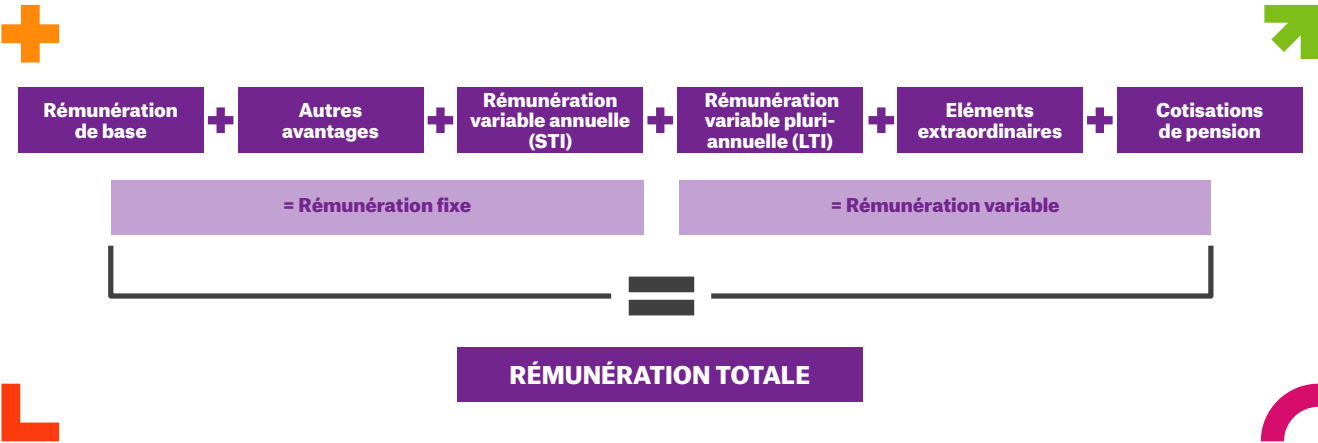 Rémunération
de base
Autres
avantages
Rémunération
variable annuelle
(STI)
Rémunération
variable pluri-
annuelle (LTI)
Eléments
extraordinaires
Cotisations
de pension
= Rémunération fixe
= Rémunération variable
RÉMUNÉRATION TOTALE